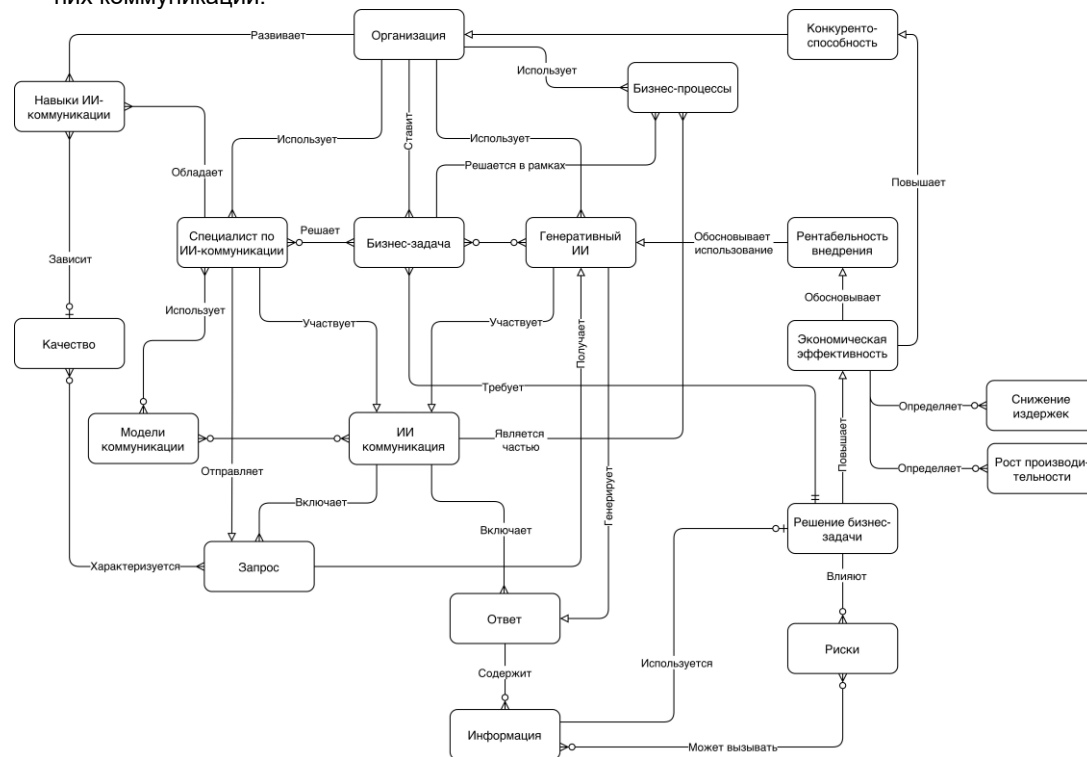 них коммуникаций.
Развивает
Организация
Конкуренто-
способность
Использует
Навыки ИИ-
коммуникации
Бизнес-процессы
Использует
Ставит
Использует
Решается в рамках
Обладает
Повышает
Специалист по
ИИ-коммуникации
Решает
Бизнес-задача
Генеративный
ИИ
Обосновывает
использование
Рентабельность
внедрения
Зависит
Использует
Обосновывает
Участвует
Участвует
Получает
Качество
Экономическая
эффективность
Требует
Определяет
Снижение
издержек
Модели
коммуникации
ИИ
коммуникация
Является
частью
Повышает
Отправляет
Генерирует
Определяет
Рост производи-
тельности
Включает
Включает
Решение бизнес-
задачи
Характеризуется
Запрос
Влияют
Ответ
Риски
Содержит
Используется
Информация
Может вызывать